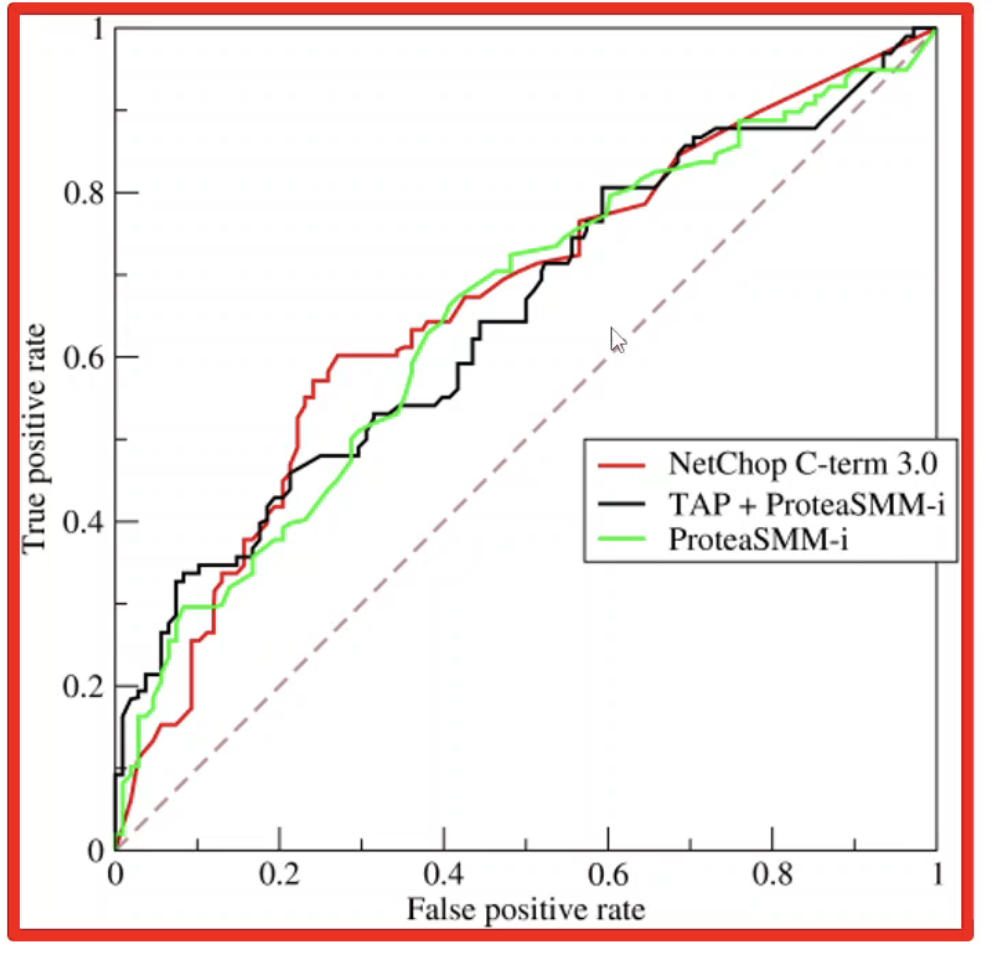 1
0.8
0.6
0.4
0.2
0
0 0.2 0.4 0.6 0.8 1
True positive rate
False positive rate
NetChop C-term 3.0
TAP + ProteaSMM-i
ProteaSMM-i